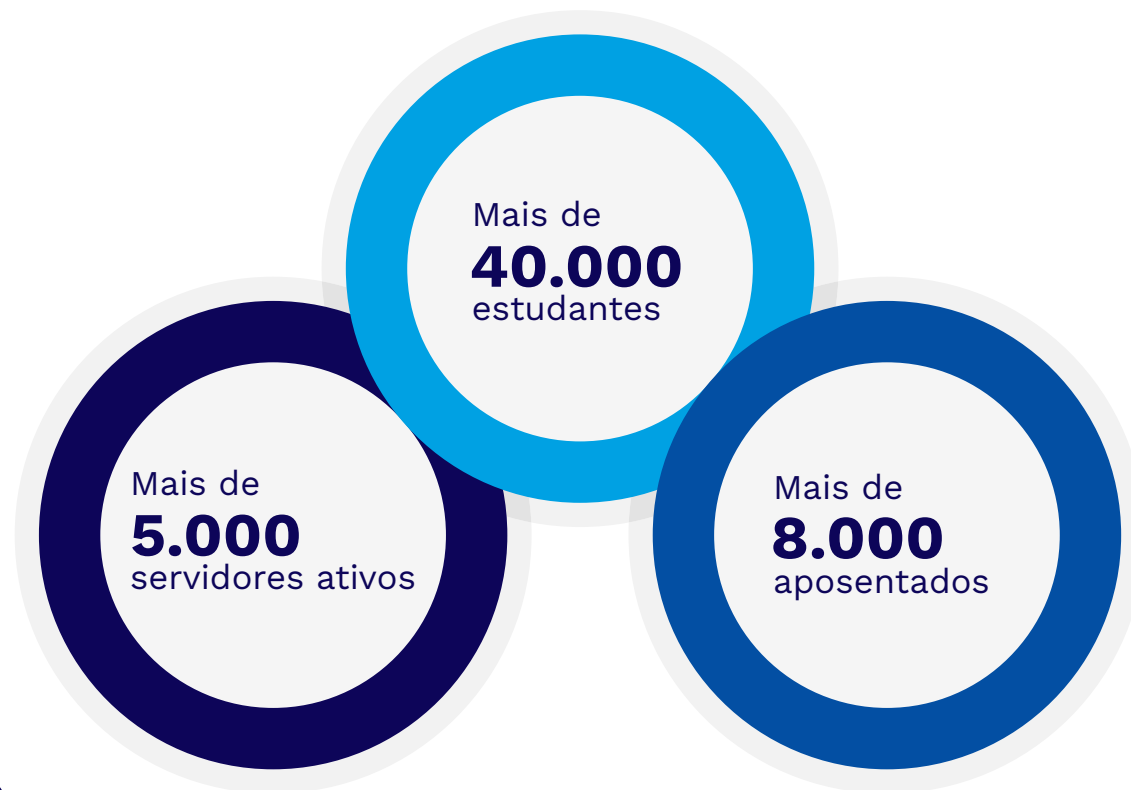 Mais de
40.000
estudantes
Mais de
5.000
servidores ativos
Mais de
8.000
aposentados